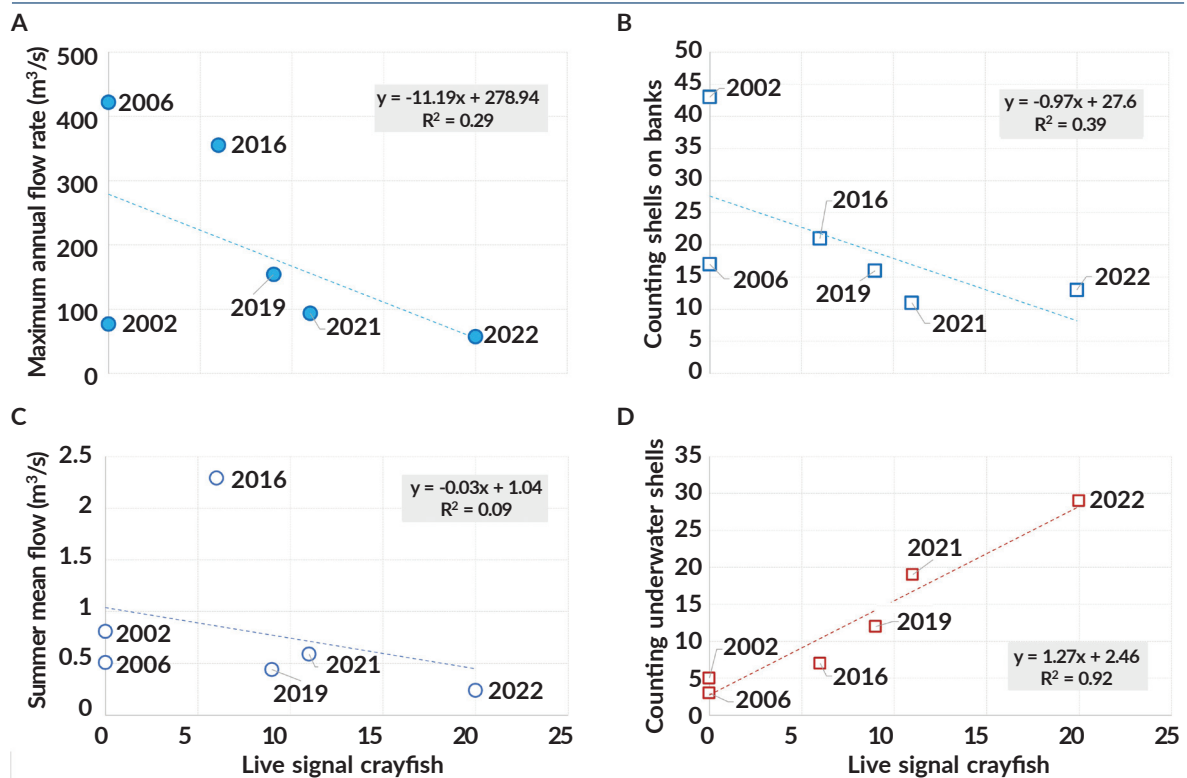 A
Maximum annual flow rate (m³/s)
500
400
300
200
100
0
2006
2016
2019
2002
2021
2022
y = -11.19x + 278.94
R² = 0.29
B
Counting shells on banks
50
45
40
35
30
25
20
15
10
5
0
2002
2016
2006
2019
2021
2022
y = -0.97x + 27.6
R² = 0.39
C
Summer mean flow (m³/s)
2.5
2
1.5
1
0.5
0
2016
2002
2006
2019
2021
2022
y = -0.03x + 1.04
R² = 0.09
0 5 10 15 20 25
Live signal crayfish
D
Counting underwater shells
35
30
25
20
15
10
5
0
2022
2021
2019
2002
2016
2006
y = 1.27x + 2.46
R² = 0.92
0 5 10 15 20 25
Live signal crayfish